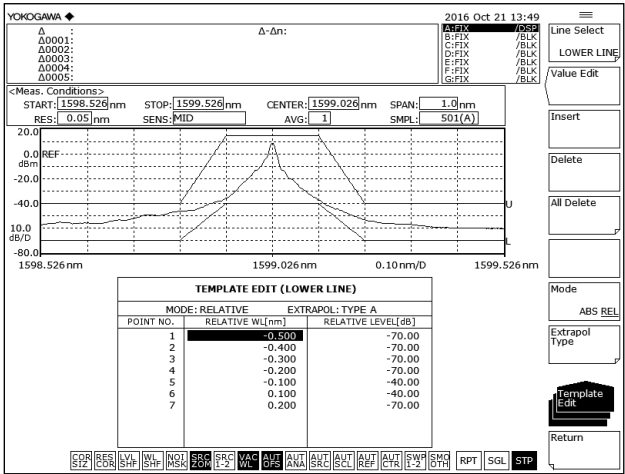 YOKOGAWA ◆
2016 Oct 21 13:49
Δ :
Δ0001:
Δ0002:
Δ0003:
Δ0004:
Δ0005:
Δ-Δn:
A:FIX /DSP
B:FIX /BLK
C:FIX /BLK
D:FIX /BLK
E:FIX /BLK
F:FIX /BLK
G:FIX /BLK
<Meas. Conditions>
START: 1598.526 nm STOP: 1599.526 nm CENTER: 1599.026 nm SPAN: 1.0 nm
RES: 0.05 nm SENS: MID AVG: 1 SMPL: 501(A)
20.0
0.0 REF
dBm
-20.0
-40.0 U
10.0
dB/D L
-80.0
1598.526 nm 1599.026 nm 0.10 nm/D 1599.526 nm
TEMPLATE EDIT (LOWER LINE)
MODE: RELATIVE EXTRAPOL: TYPE A
POINT NO. RELATIVE WL[nm] RELATIVE LEVEL[dB]
1 -0.500 -70.00
2 -0.400 -70.00
3 -0.300 -70.00
4 -0.200 -70.00
5 -0.100 -40.00
6 0.100 -40.00
7 0.200 -70.00
COR SIZ
RES COR
LVL SHF
WL SHF
NOI MSK
SRC ZOM
SRC 1-2
VAC WL
AUT OFS
AUT ANA
AUT SRC
AUT SCL
AUT REF
AUT CTR
SWP 1-2
SMO OTH
RPT
SGL
STP
Line Select
LOWER LINE
Value Edit
Insert
Delete
All Delete
Mode
ABS REL
Extrapol
Type
Template
Edit
Return